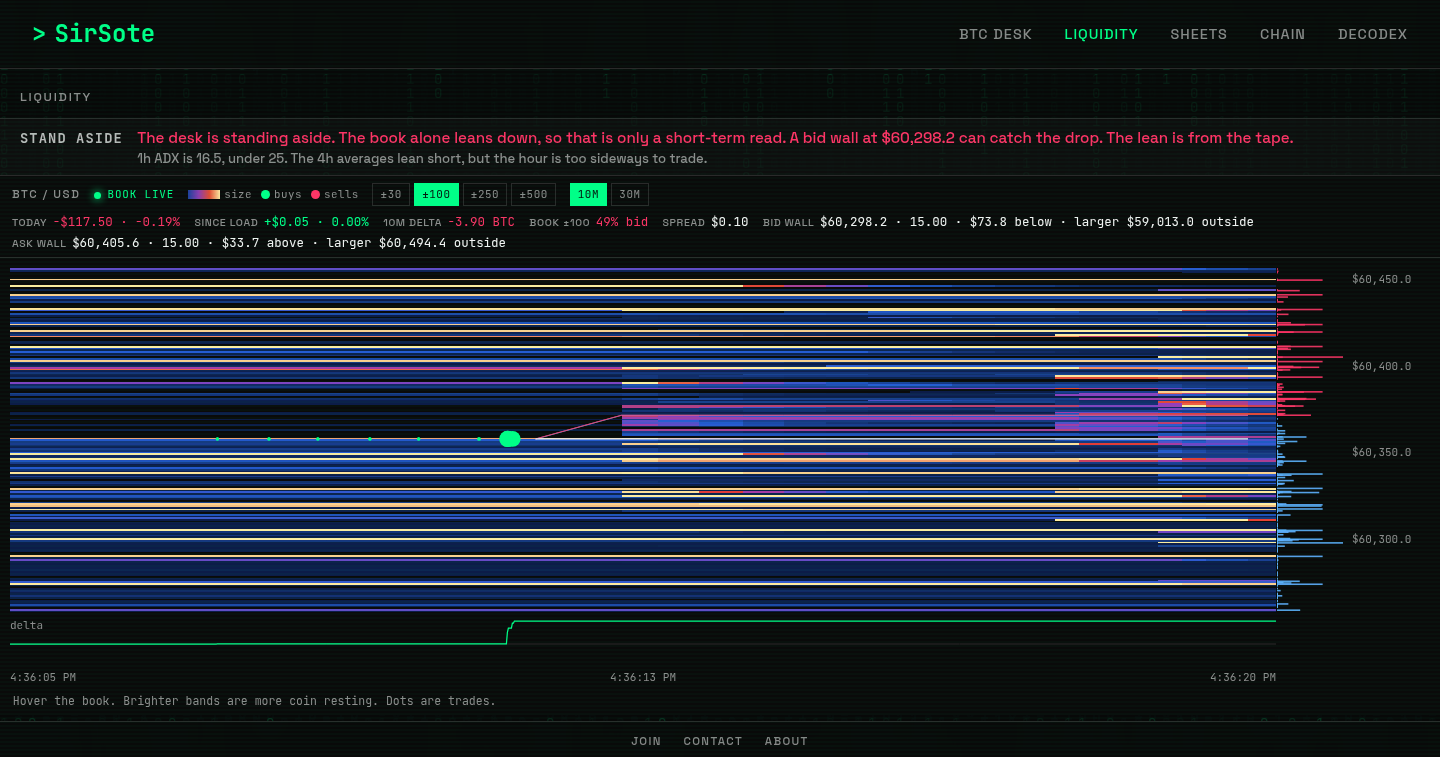 > SirSote
BTC DESK LIQUIDITY SHEETS CHAIN DECODEX
LIQUIDITY
STAND ASIDE The desk is standing aside. The book alone leans down, so that is only a short-term read. A bid wall at $60,298.2 can catch the drop. The lean is from the tape.
1h ADX is 16.5, under 25. The 4h averages lean short, but the hour is too sideways to trade.
BTC / USD BOOK LIVE size buys sells ±30 ±100 ±250 ±500 10M 30M
TODAY -$117.50 · -0.19% SINCE LOAD +$0.05 · 0.00% 10M DELTA -3.90 BTC BOOK ±100 49% bid SPREAD $0.10 BID WALL $60,298.2 · 15.00 · $73.8 below · larger $59,013.0 outside
ASK WALL $60,405.6 · 15.00 · $33.7 above · larger $60,494.4 outside
$60,450.0
$60,400.0
$60,350.0
$60,300.0
delta
4:36:05 PM 4:36:13 PM 4:36:20 PM
Hover the book. Brighter bands are more coin resting. Dots are trades.
JOIN CONTACT ABOUT